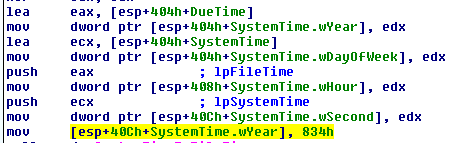 lea eax, [esp+404h+DueTime]
mov dword ptr [esp+404h+SystemTime.wYear], edx
lea ecx, [esp+404h+SystemTime]
mov dword ptr [esp+404h+SystemTime.wDayOfWeek], edx
push eax ; lpFileTime
mov dword ptr [esp+408h+SystemTime.wHour], edx
push ecx ; lpSystemTime
mov dword ptr [esp+40Ch+SystemTime.wSecond], edx
mov [esp+40Ch+SystemTime.wYear], 834h